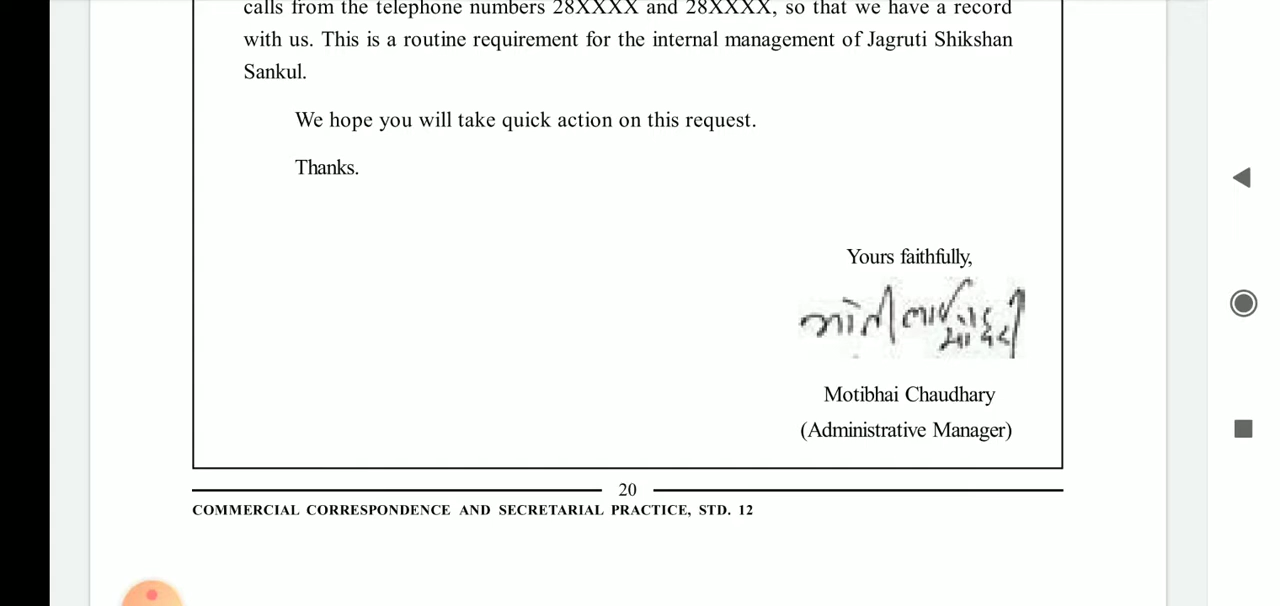 calls from the telephone numbers 28XXXX and 28XXXX, so that we have a record
with us. This is a routine requirement for the internal management of Jagruti Shikshan
Sankul.
We hope you will take quick action on this request.
Thanks.
Yours faithfully,
મોતીભાઈ ચૌધરી
Motibhai Chaudhary
(Administrative Manager)
20
COMMERCIAL CORRESPONDENCE AND SECRETARIAL PRACTICE, STD. 12